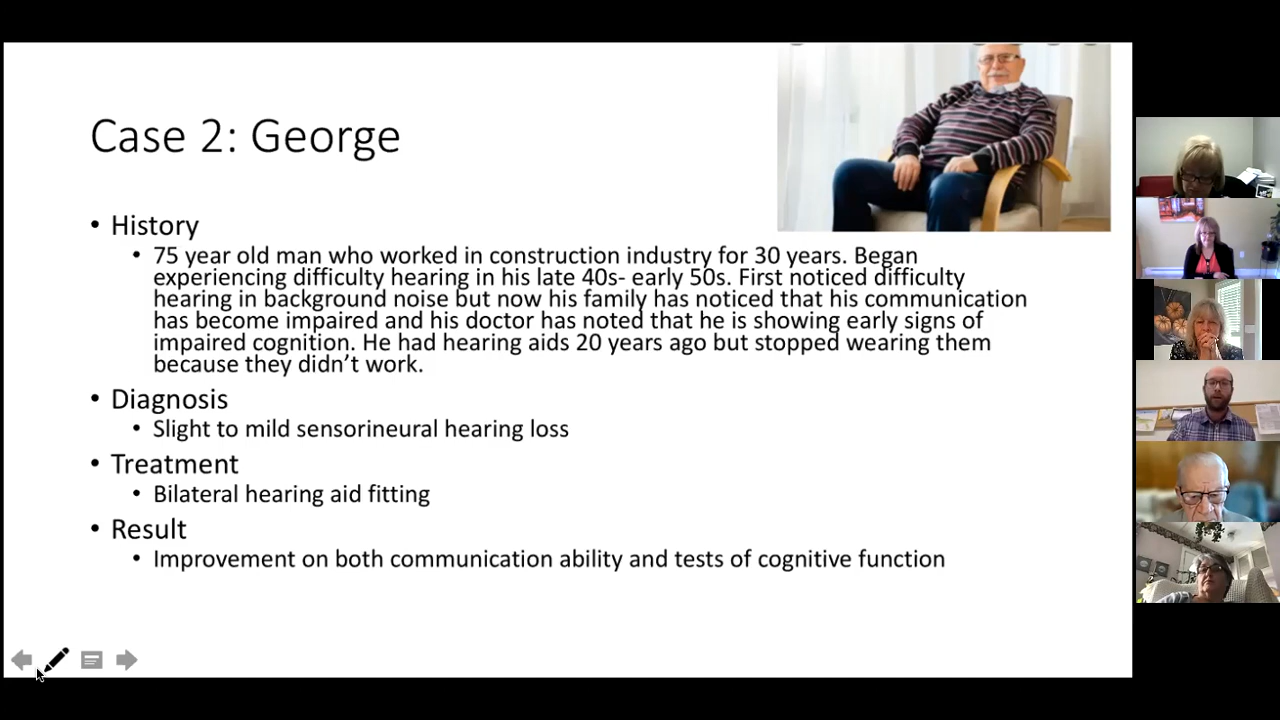 Case 2: George
• History
• 75 year old man who worked in construction industry for 30 years. Began
experiencing difficulty hearing in his late 40s- early 50s. First noticed difficulty
hearing in background noise but now his family has noticed that his communication
has become impaired and his doctor has noted that he is showing early signs of
impaired cognition. He had hearing aids 20 years ago but stopped wearing them
because they didn’t work.
• Diagnosis
• Slight to mild sensorineural hearing loss
• Treatment
• Bilateral hearing aid fitting
• Result
• Improvement on both communication ability and tests of cognitive function